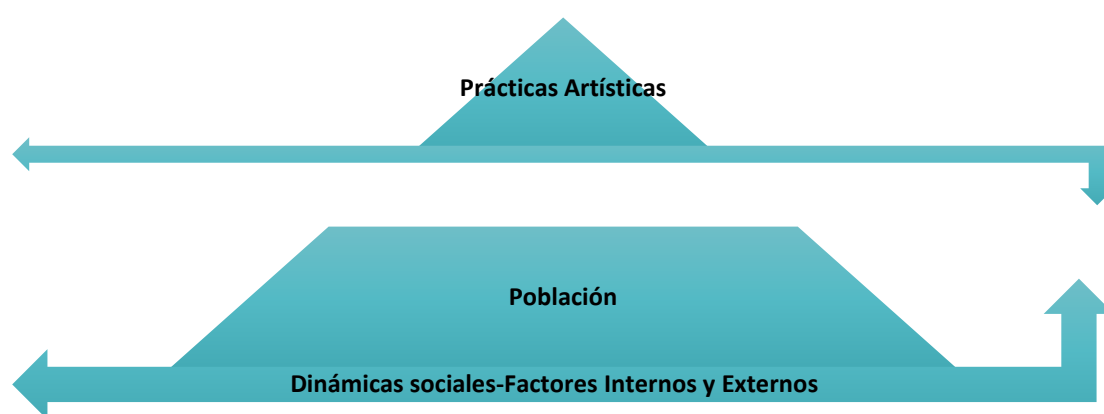 Prácticas Artísticas
Población
Dinámicas sociales-Factores Internos y Externos